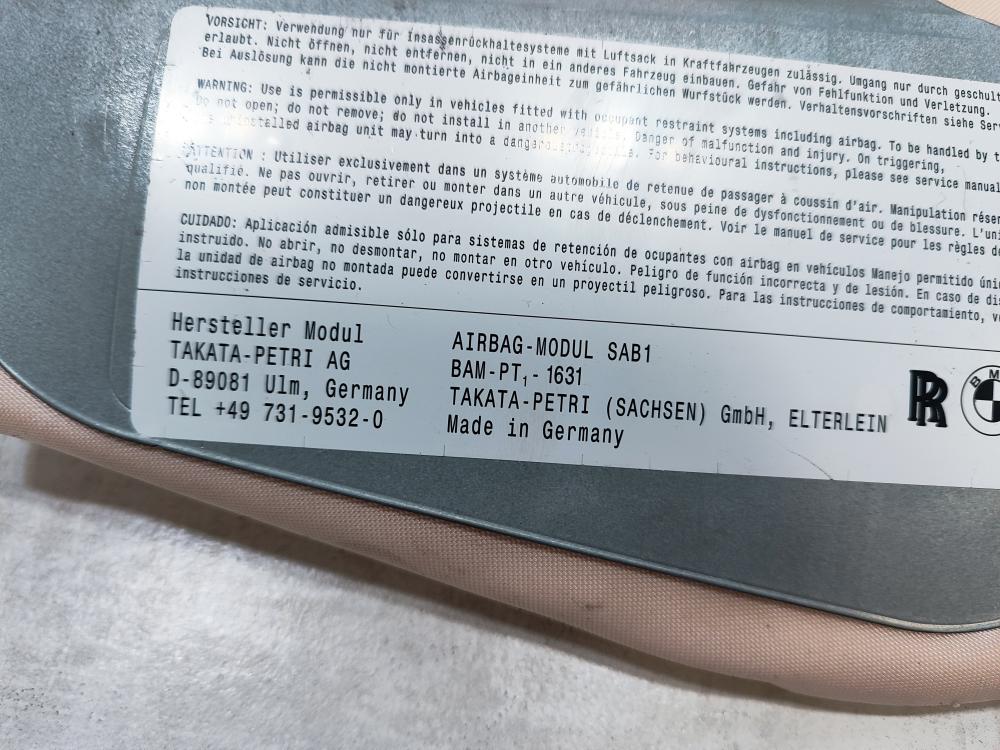 VORSICHT: Verwendung nur für Insassenrückhaltesysteme mit Luftsack in Kraftfahrzeugen zulässig. Umgang nur durch geschult
erlaubt. Nicht öffnen, nicht entfernen, nicht in ein anderes Fahrzeug einbauen. Gefahr von Fehlfunktion und Verletzung.
Bei Auslösung kann die nicht montierte Airbageinheit zum gefährlichen Wurfstück werden. Verhaltensvorschriften siehe Ser
WARNING: Use is permissible only in vehicles fitted with occupant restraint systems including airbag. To be handled by t
Do not open; do not remove; do not install in another vehicle. Danger of malfunction and injury. On triggering,
installed airbag unit may turn into a dangerous For behavioural instructions, please see service manual
ATTENTION : Utiliser exclusivement dans un système automobile de retenue de passager à coussin d'air. Manipulation réser
qualifié. Ne pas ouvrir, retirer ou monter dans un autre véhicule, sous peine de dysfonctionnement ou de blessure. L'uni
non montée peut constituer un dangereux projectile en cas de déclenchement. Voir le manuel de service pour les règles de
CUIDADO: Aplicación admisible sólo para sistemas de retención de ocupantes con airbag en vehículos Manejo permitido úni
instruido. No abrir, no desmontar, no montar en otro vehículo. Peligro de función incorrecta y de lesión. En caso de di
la unidad de airbag no montada puede convertirse en un proyectil peligroso. Para las instrucciones de comportamiento, v
instrucciones de servicio.
Hersteller Modul
TAKATA-PETRI AG
D-89081 Ulm, Germany
TEL +49 731-9532-0
AIRBAG-MODUL SAB1
BAM-PT₁-1631
TAKATA-PETRI (SACHSEN) GmbH, ELTERLEIN
Made in Germany
RR
BM